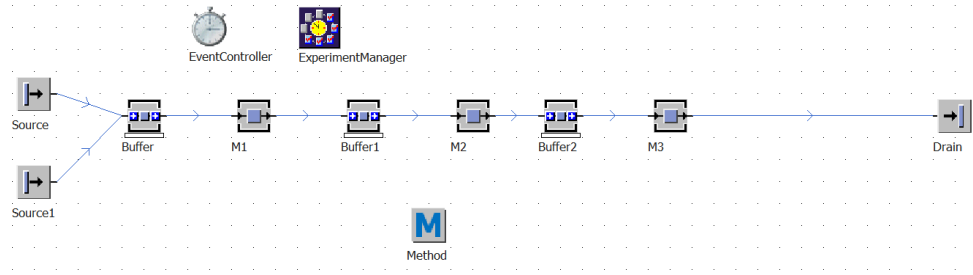 EventController
ExperimentManager
Source
Buffer
M1
Buffer1
M2
Buffer2
M3
Drain
Source1
M
Method